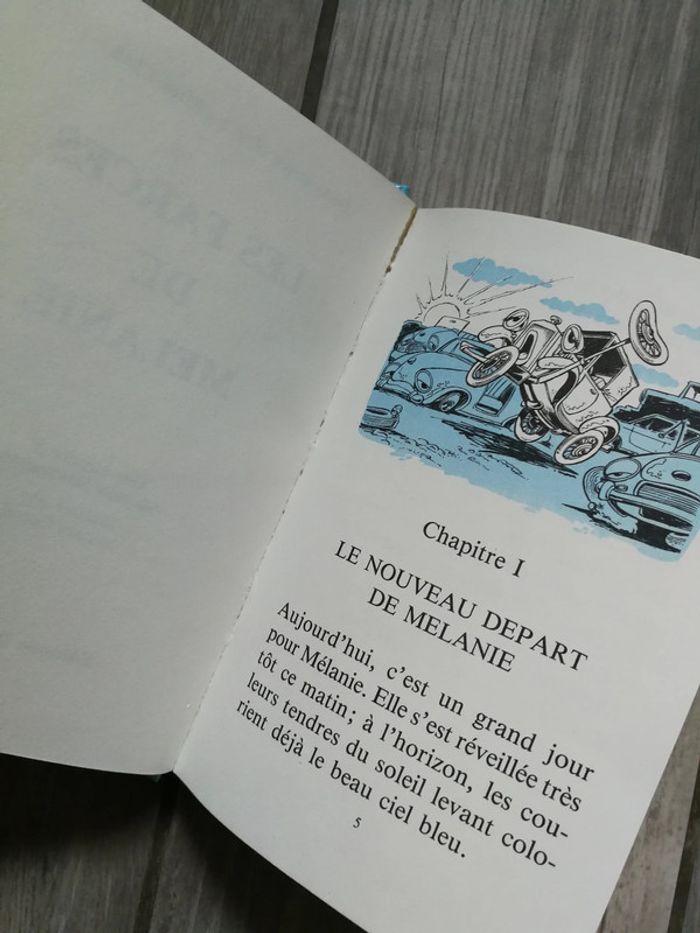 Chapitre I
LE NOUVEAU DEPART
DE MELANIE
Aujourd'hui, c'est un grand jour
pour Mélanie. Elle s'est réveillée très
tôt ce matin ; à l'horizon, les cou-
leurs tendres du soleil levant colo-
rient déjà le beau ciel bleu.
5